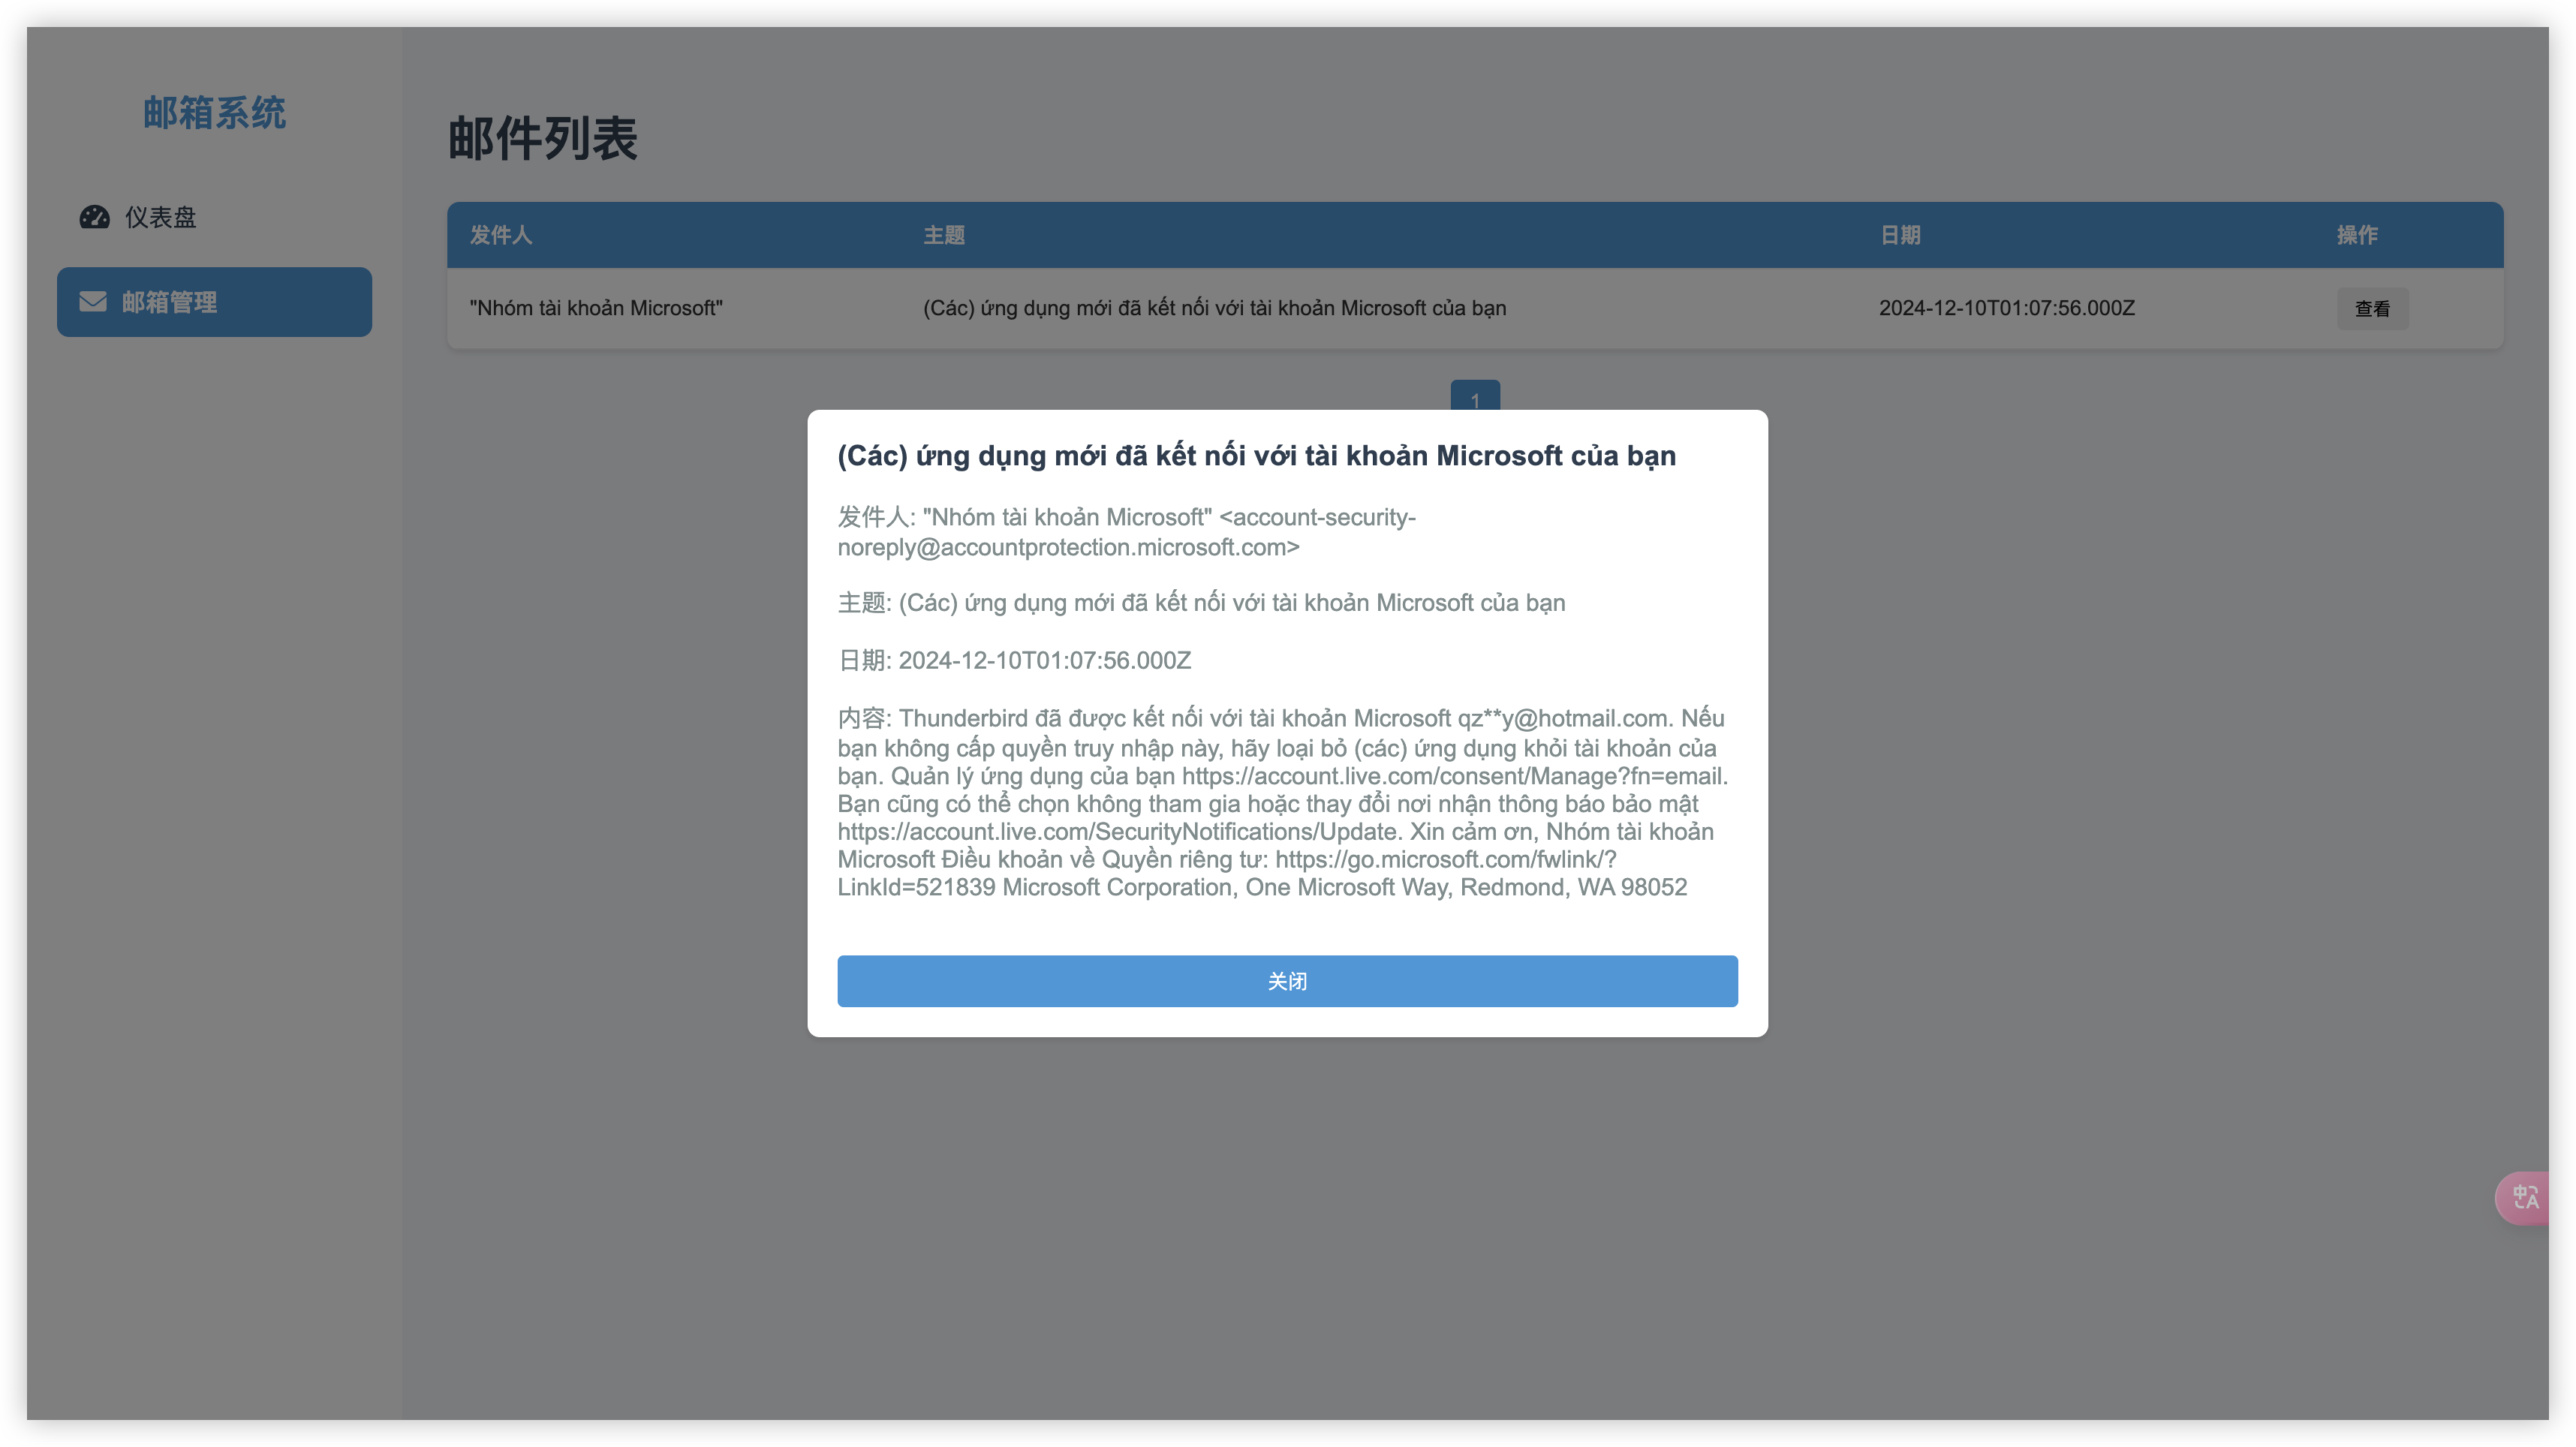 邮箱系统
仪表盘
邮箱管理
邮件列表
发件人 主题 日期 操作
"Nhóm tài khoản Microsoft" (Các) ứng dụng mới đã kết nối với tài khoản Microsoft của bạn 2024-12-10T01:07:56.000Z 查看
1
(Các) ứng dụng mới đã kết nối với tài khoản Microsoft của bạn
发件人: "Nhóm tài khoản Microsoft" <account-security-
noreply@accountprotection.microsoft.com>
主题: (Các) ứng dụng mới đã kết nối với tài khoản Microsoft của bạn
日期: 2024-12-10T01:07:56.000Z
内容: Thunderbird đã được kết nối với tài khoản Microsoft qz**y@hotmail.com. Nếu
bạn không cấp quyền truy nhập này, hãy loại bỏ (các) ứng dụng khỏi tài khoản của
bạn. Quản lý ứng dụng của bạn https://account.live.com/consent/Manage?fn=email.
Bạn cũng có thể chọn không tham gia hoặc thay đổi nơi nhận thông báo bảo mật
https://account.live.com/SecurityNotifications/Update. Xin cảm ơn, Nhóm tài khoản
Microsoft Điều khoản về Quyền riêng tư: https://go.microsoft.com/fwlink/?
LinkId=521839 Microsoft Corporation, One Microsoft Way, Redmond, WA 98052
关闭
中A